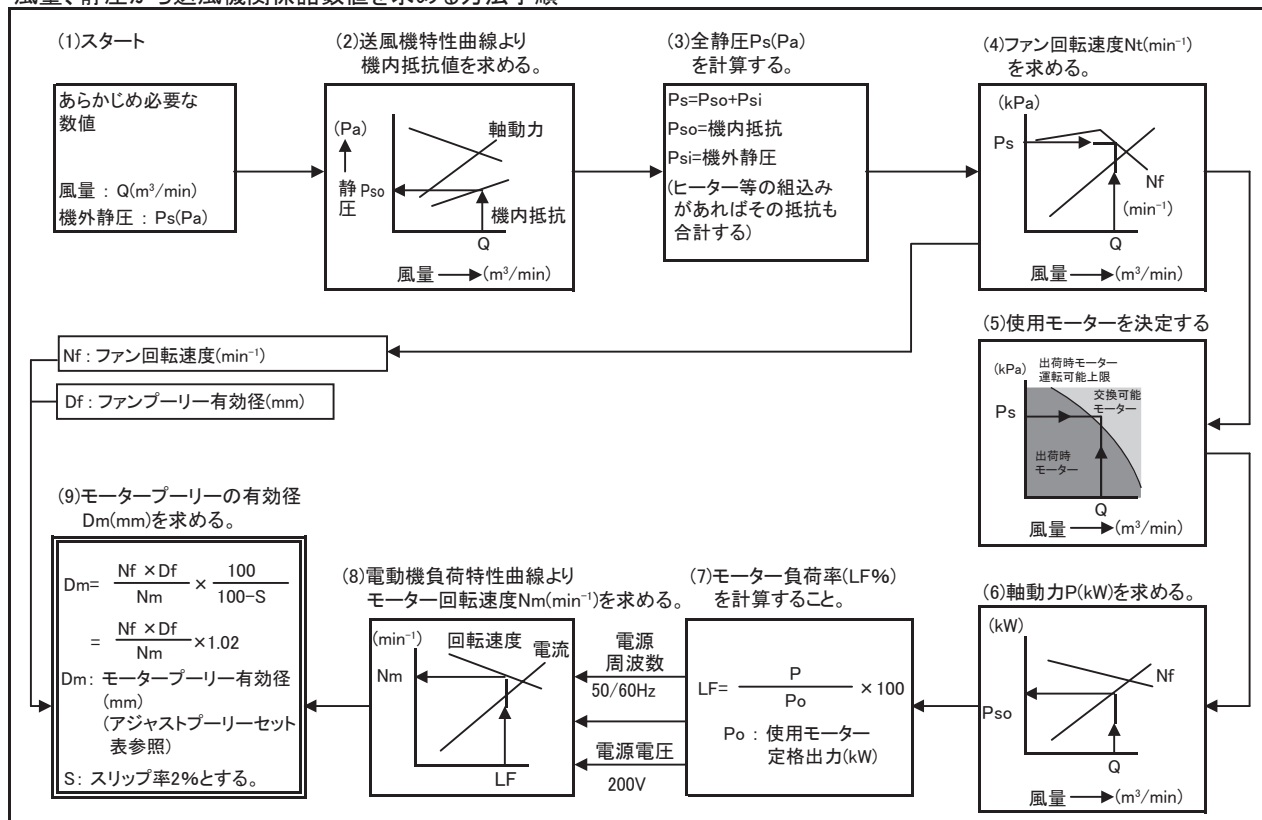 風量、静圧から送風機関係諸数値を求める方法手順
(1)スタート
あらかじめ必要な
数値
風量 : Q(m³/min)
機外静圧 : Ps(Pa)
(2)送風機特性曲線より
機内抵抗値を求める。
(Pa)
静圧
Pso
軸動力
機内抵抗
Q
風量 (m³/min)
(3)全静圧Ps(Pa)
を計算する。
Ps=Pso+Psi
Pso=機内抵抗
Psi=機外静圧
(ヒーター等の組込み
があればその抵抗も
合計する)
(4)ファン回転速度Nt(min⁻¹)
を求める。
(kPa)
Ps
Nf
(min⁻¹)
Q
風量 (m³/min)
(5)使用モーターを決定する
(kPa)
出荷時モーター
運転可能上限
交換可能
モーター
Ps
出荷時
モーター
Q
風量 (m³/min)
Nf : ファン回転速度(min⁻¹)
Df : ファンプーリー有効径(mm)
(6)軸動力P(kW)を求める。
(kW)
Nf
Pso
Q
風量 (m³/min)
(7)モーター負荷率(LF%)
を計算すること。
LF= P/Po × 100
Po : 使用モーター
定格出力(kW)
電源
周波数
50/60Hz
電源電圧
200V
(8)電動機負荷特性曲線より
モーター回転速度Nm(min⁻¹)を求める。
(min⁻¹)
回転速度
電流
Nm
LF
(9)モータープーリーの有効径
Dm(mm)を求める。
Dm= Nf ×Df/Nm × 100/100-S
= Nf ×Df/Nm ×1.02
Dm: モータープーリー有効径
(mm)
(アジャストプーリーセット
表参照)
S: スリップ率2%とする。